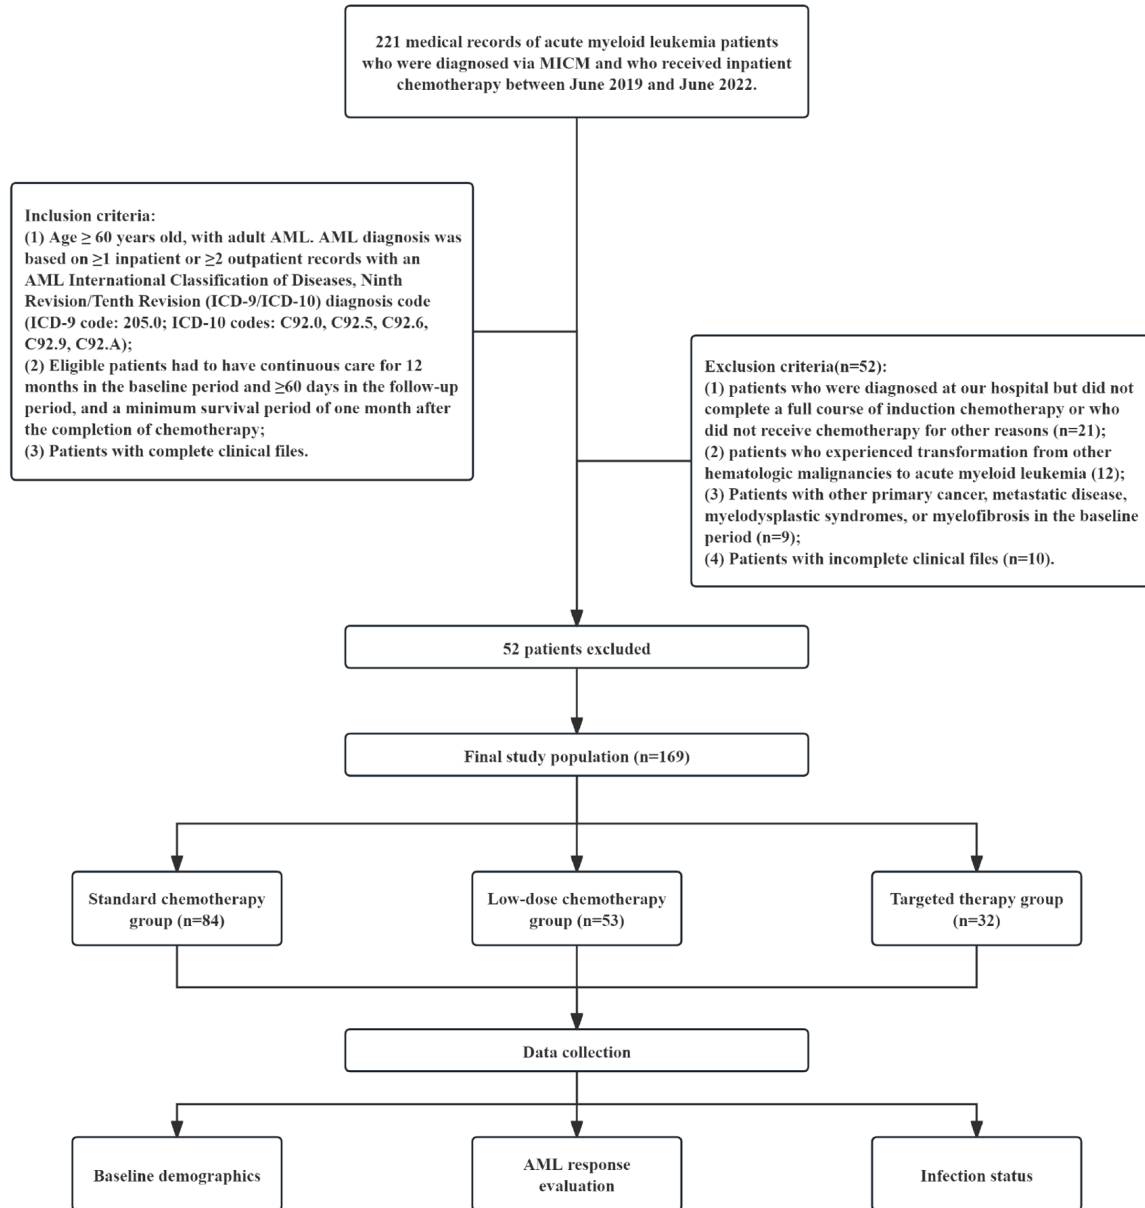 221 medical records of acute myeloid leukemia patients
who were diagnosed via MICM and who received inpatient
chemotherapy between June 2019 and June 2022.
Inclusion criteria:
(1) Age ≥ 60 years old, with adult AML. AML diagnosis was
based on ≥1 inpatient or ≥2 outpatient records with an
AML International Classification of Diseases, Ninth
Revision/Tenth Revision (ICD-9/ICD-10) diagnosis code
(ICD-9 code: 205.0; ICD-10 codes: C92.0, C92.5, C92.6,
C92.9, C92.A);
(2) Eligible patients had to have continuous care for 12
months in the baseline period and ≥60 days in the follow-up
period, and a minimum survival period of one month after
the completion of chemotherapy;
(3) Patients with complete clinical files.
Exclusion criteria(n=52):
(1) patients who were diagnosed at our hospital but did not
complete a full course of induction chemotherapy or who
did not receive chemotherapy for other reasons (n=21);
(2) patients who experienced transformation from other
hematologic malignancies to acute myeloid leukemia (12);
(3) Patients with other primary cancer, metastatic disease,
myelodysplastic syndromes, or myelofibrosis in the baseline
period (n=9);
(4) Patients with incomplete clinical files (n=10).
52 patients excluded
Final study population (n=169)
Standard chemotherapy
group (n=84)
Low-dose chemotherapy
group (n=53)
Targeted therapy group
(n=32)
Data collection
Baseline demographics
AML response
evaluation
Infection status